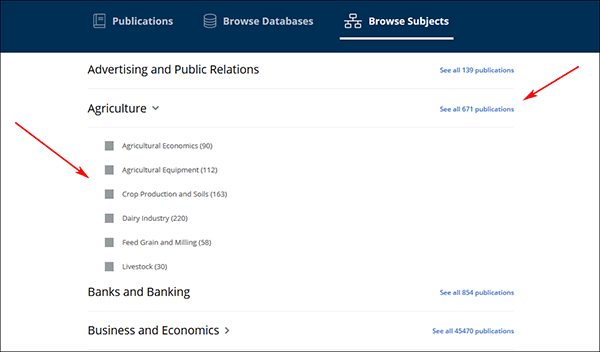 Publications
Browse Databases
Browse Subjects
Advertising and Public Relations
See all 139 publications
Agriculture
See all 671 publications
Agricultural Economics (90)
Agricultural Equipment (112)
Crop Production and Soils (163)
Dairy Industry (220)
Feed Grain and Milling (58)
Livestock (30)
Banks and Banking
See all 854 publications
Business and Economics
See all 45470 publications